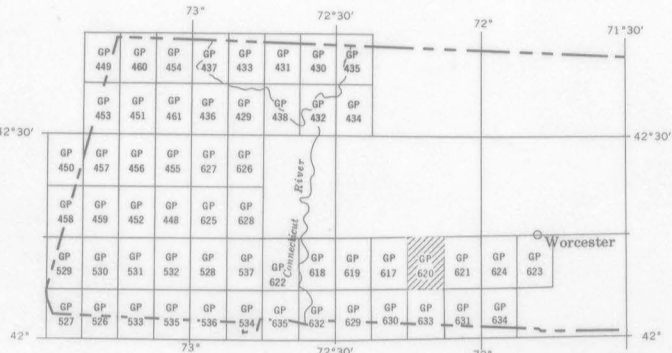 73° 72°30' 72° 71°30'
GP 449 GP 460 GP 454 GP 437 GP 433 GP 431 GP 430 GP 435
GP 453 GP 451 GP 461 GP 436 GP 429 GP 438 GP 432 GP 434
42°30' 42°30'
GP 450 GP 457 GP 456 GP 455 GP 627 GP 626
Connecticut River
GP 458 GP 459 GP 452 GP 448 GP 625 GP 628
Worcester
GP 529 GP 530 GP 531 GP 532 GP 528 GP 537 GP 622 GP 618 GP 619 GP 617 GP 620 GP 621 GP 624 GP 623
GP 527 GP 526 GP 533 GP 535 GP 536 GP 534 GP 635 GP 632 GP 629 GP 630 GP 633 GP 631 GP 634
42° 42°
73° 72°30' 72°